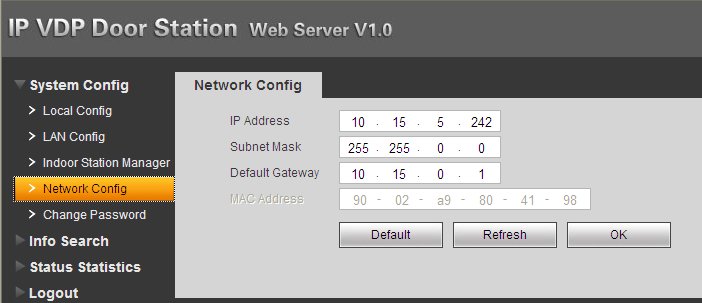 IP VDP Door Station Web Server V1.0
System Config
Local Config
LAN Config
Indoor Station Manager
Network Config
Change Password
Info Search
Status Statistics
Logout
Network Config
IP Address 10 . 15 . 5 . 242
Subnet Mask 255 . 255 . 0 . 0
Default Gateway 10 . 15 . 0 . 1
MAC Address 90 - 02 - a9 - 80 - 41 - 98
Default Refresh OK